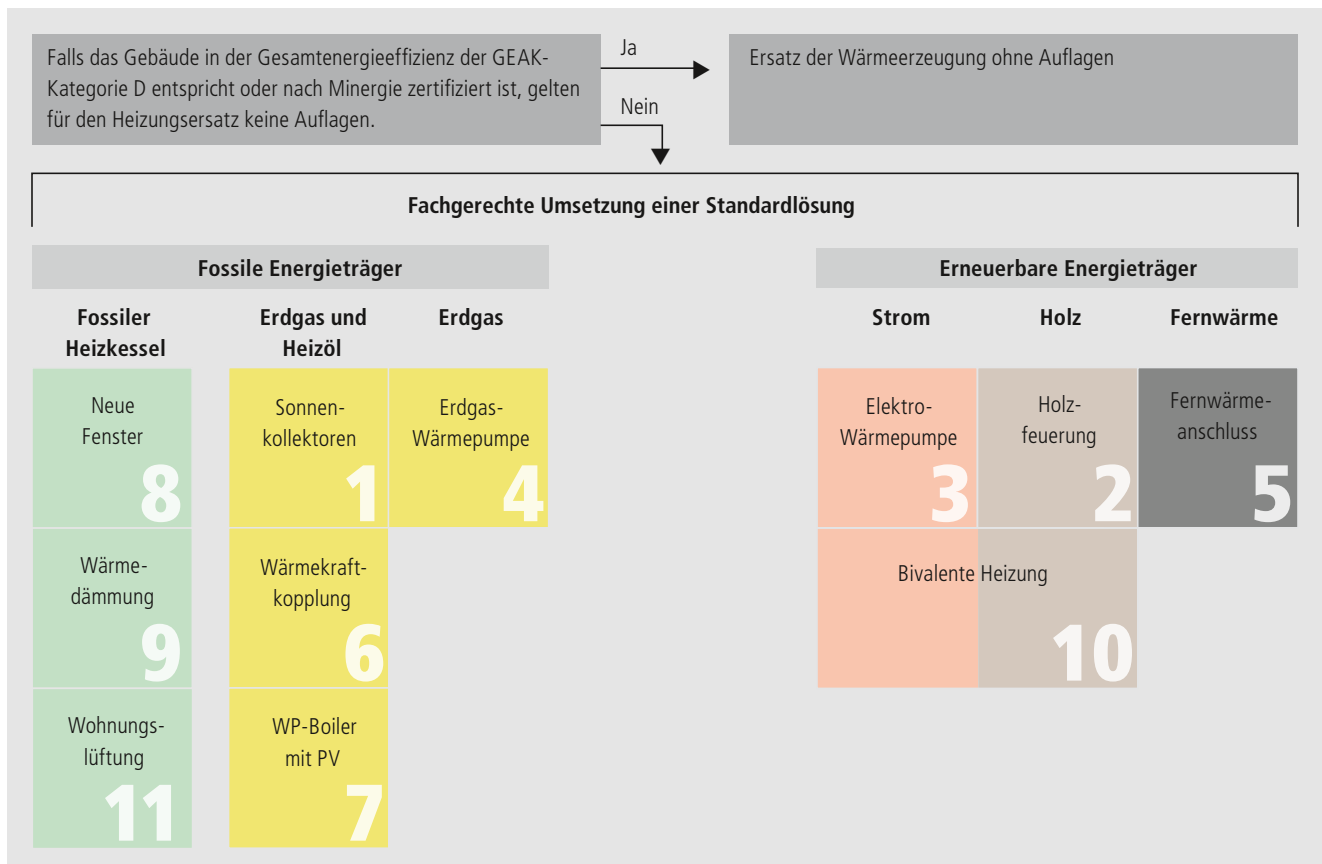 Falls das Gebäude in der Gesamtenergieeffizienz der GEAK-
Kategorie D entspricht oder nach Minergie zertifiziert ist, gelten
für den Heizungsersatz keine Auflagen.
Ja
Nein
Ersatz der Wärmeerzeugung ohne Auflagen
Fachgerechte Umsetzung einer Standardlösung
Fossile Energieträger
Fossiler
Heizkessel
Erdgas und
Heizöl
Erdgas
Neue
Fenster
8
Sonnen-
kollektoren
1
Erdgas-
Wärmepumpe
4
Wärme-
dämmung
9
Wärmekraft-
kopplung
6
Wohnungs-
lüftung
11
WP-Boiler
mit PV
7
Erneuerbare Energieträger
Strom
Holz
Fernwärme
Elektro-
Wärmepumpe
3
Holz-
feuerung
2
Fernwärme-
anschluss
5
Bivalente Heizung
10